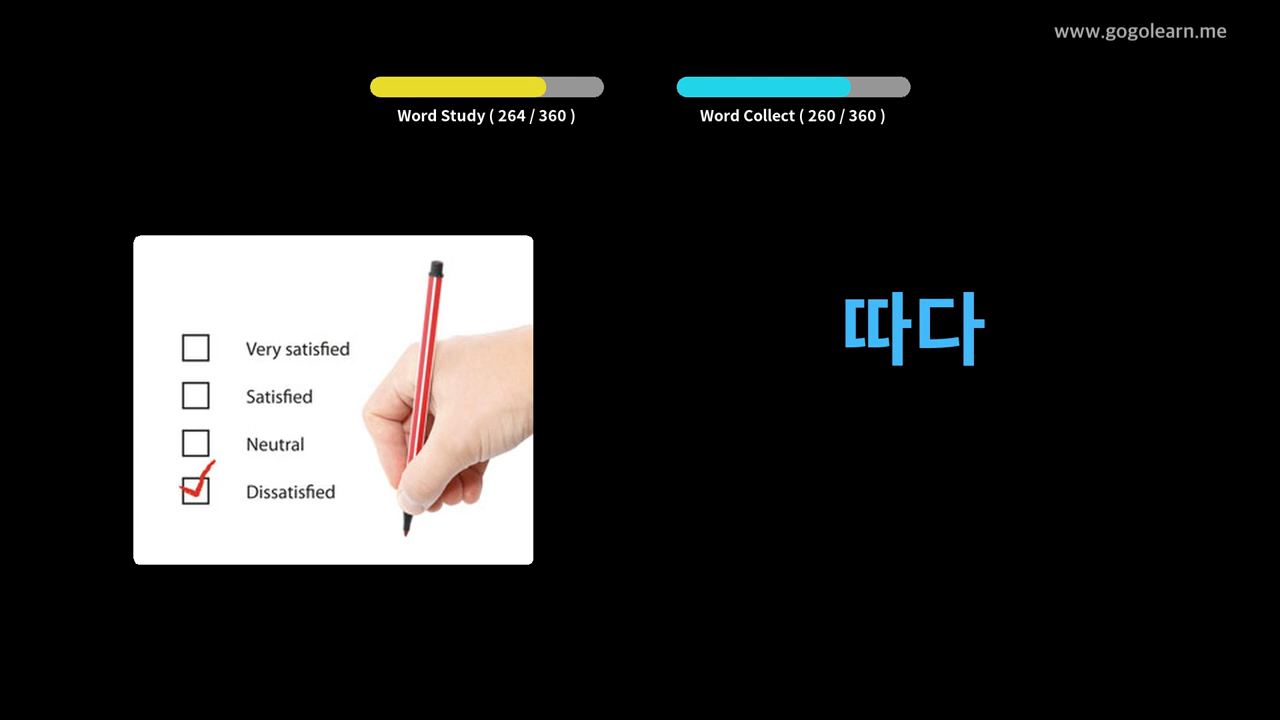 www.gogolearn.me
Word Study ( 264 / 360 )
Word Collect ( 260 / 360 )
Very satisfied
Satisfied
Neutral
Dissatisfied
따다